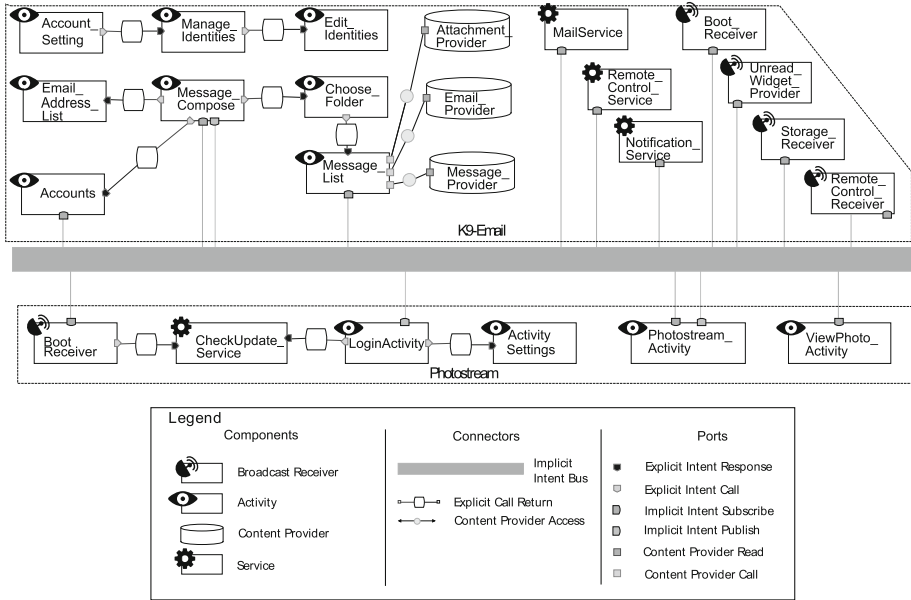 Account_
Setting
Manage_
Identities
Edit_
Identities
Attachment_
Provider
MailService
Boot_
Receiver
Email_
Address_
List
Message_
Compose
Choose_
Folder
Email_
Provider
Remote_
Control_
Service
Unread_
Widget_
Provider
Notification_
Service
Storage_
Receiver
Accounts
Message_
List
Message_
Provider
Remote_
Control_
Receiver
K9-Email
Boot_
Receiver
CheckUpdate_
Service
LoginActivity
Activity
Settings
Photostream_
Activity
ViewPhoto_
Activity
Photostream
Legend
Components
Broadcast Receiver
Activity
Content Provider
Service
Connectors
Implicit
Intent Bus
Explicit Call Return
Content Provider Access
Ports
Explicit Intent Response
Explicit Intent Call
Implicit Intent Subscribe
Implicit Intent Publish
Content Provider Read
Content Provider Call